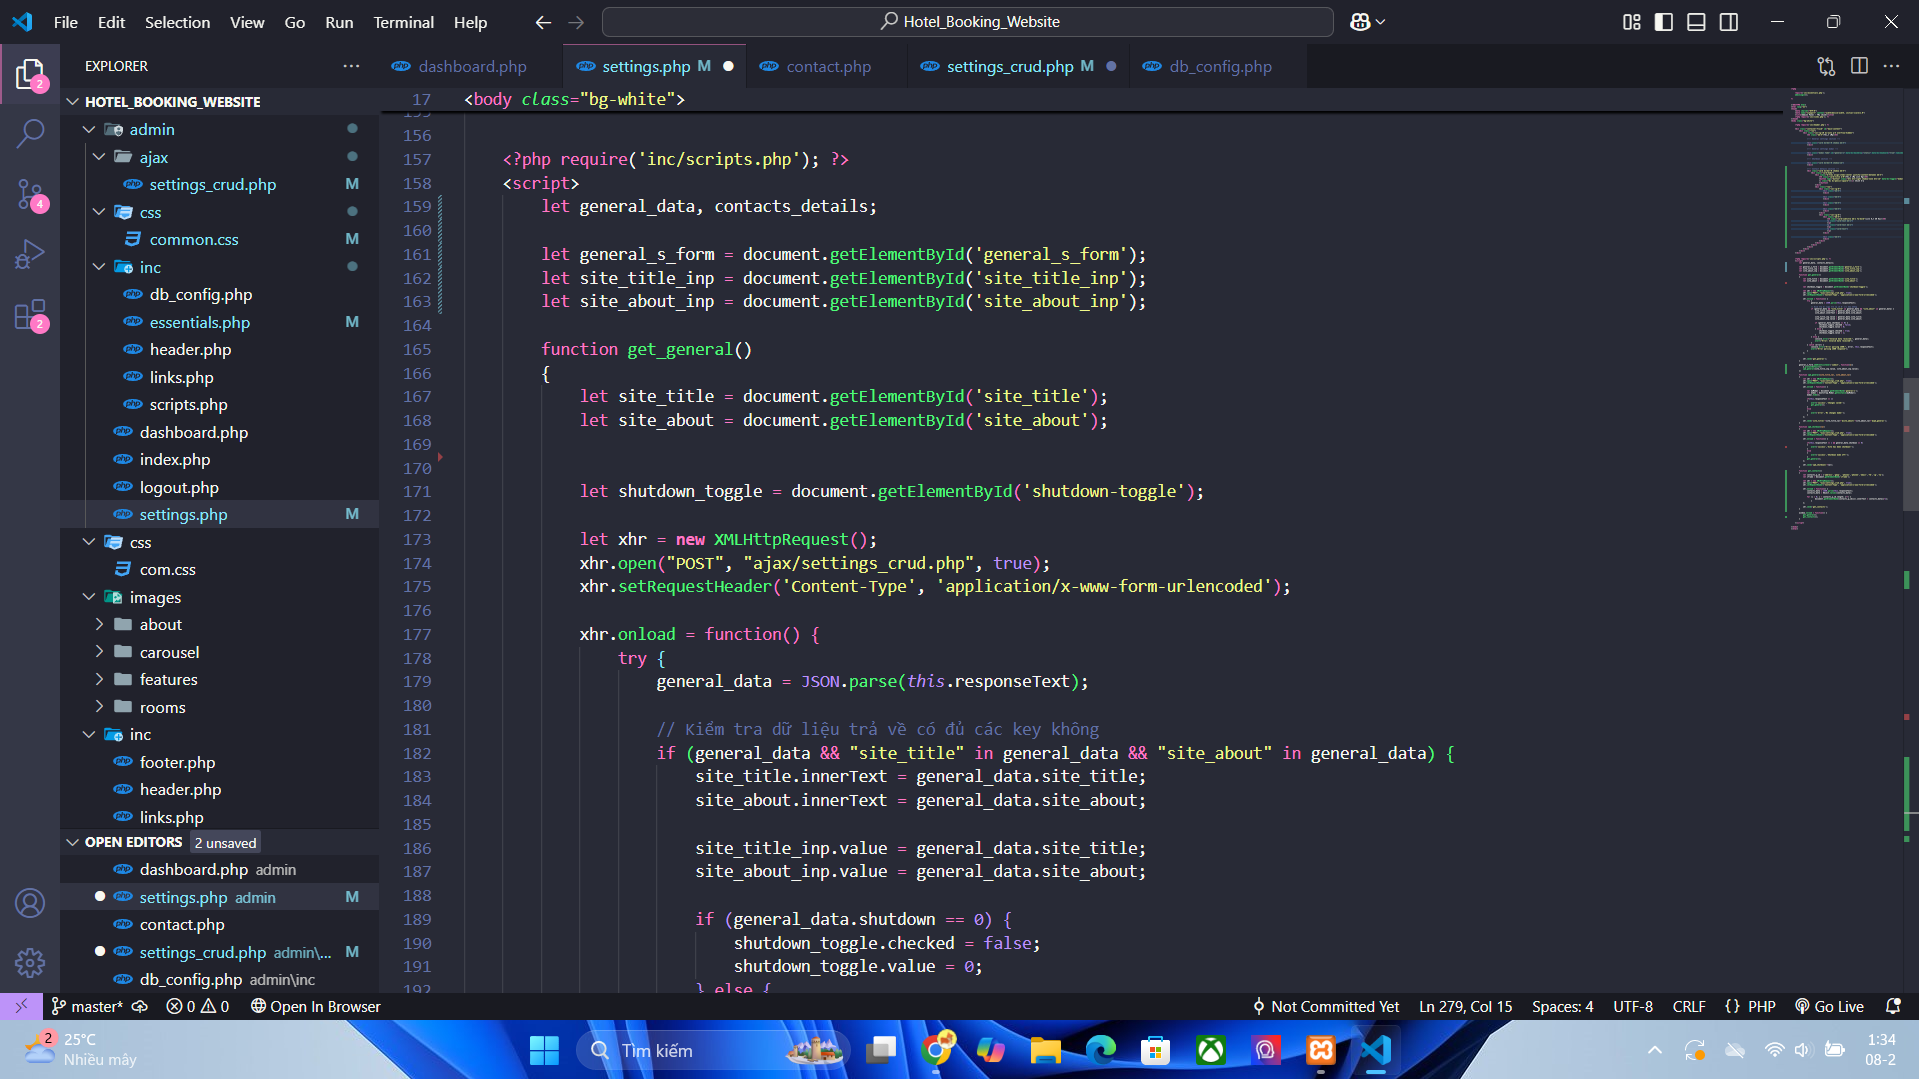 File Edit Selection View Go Run Terminal Help
Hotel_Booking_Website
EXPLORER
dashboard.php
settings.php M
contact.php
settings_crud.php M
db_config.php
HOTEL_BOOKING_WEBSITE
admin
ajax
settings_crud.php M
css
common.css M
inc
db_config.php
essentials.php M
header.php
links.php
scripts.php
dashboard.php
index.php
logout.php
settings.php M
css
com.css
images
about
carousel
features
rooms
inc
footer.php
header.php
links.php
OPEN EDITORS 2 unsaved
dashboard.php admin
settings.php admin M
contact.php
settings_crud.php admin\... M
db_config.php admin\inc
2
4
2
17 <body class="bg-white">
155
156
157 <?php require('inc/scripts.php'); ?>
158 <script>
159 let general_data, contacts_details;
160
161 let general_s_form = document.getElementById('general_s_form');
162 let site_title_inp = document.getElementById('site_title_inp');
163 let site_about_inp = document.getElementById('site_about_inp');
164
165 function get_general()
166 {
167 let site_title = document.getElementById('site_title');
168 let site_about = document.getElementById('site_about');
169
170
171 let shutdown_toggle = document.getElementById('shutdown-toggle');
172
173 let xhr = new XMLHttpRequest();
174 xhr.open("POST", "ajax/settings_crud.php", true);
175 xhr.setRequestHeader('Content-Type', 'application/x-www-form-urlencoded');
176
177 xhr.onload = function() {
178 try {
179 general_data = JSON.parse(this.responseText);
180
181 // Kiểm tra dữ liệu trả về có đủ các key không
182 if (general_data && "site_title" in general_data && "site_about" in general_data) {
183 site_title.innerText = general_data.site_title;
184 site_about.innerText = general_data.site_about;
185
186 site_title_inp.value = general_data.site_title;
187 site_about_inp.value = general_data.site_about;
188
189 if (general_data.shutdown == 0) {
190 shutdown_toggle.checked = false;
191 shutdown_toggle.value = 0;
192 } else {
master* 0 0 Open In Browser
Not Committed Yet Ln 279, Col 15 Spaces: 4 UTF-8 CRLF {} PHP Go Live
2
25°C
Nhiều mây
Tìm kiếm
1:34
08-2